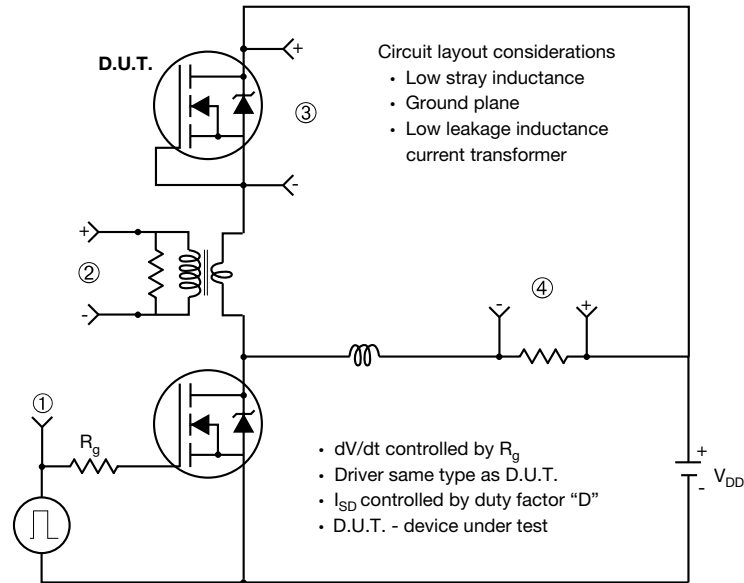 D.U.T.
+
Circuit layout considerations
• Low stray inductance
• Ground plane
• Low leakage inductance
current transformer
③
-
+
②
-
-
④
+
①
R_g
• dV/dt controlled by R_g
• Driver same type as D.U.T.
• I_SD controlled by duty factor “D”
• D.U.T. - device under test
+
-
V_DD